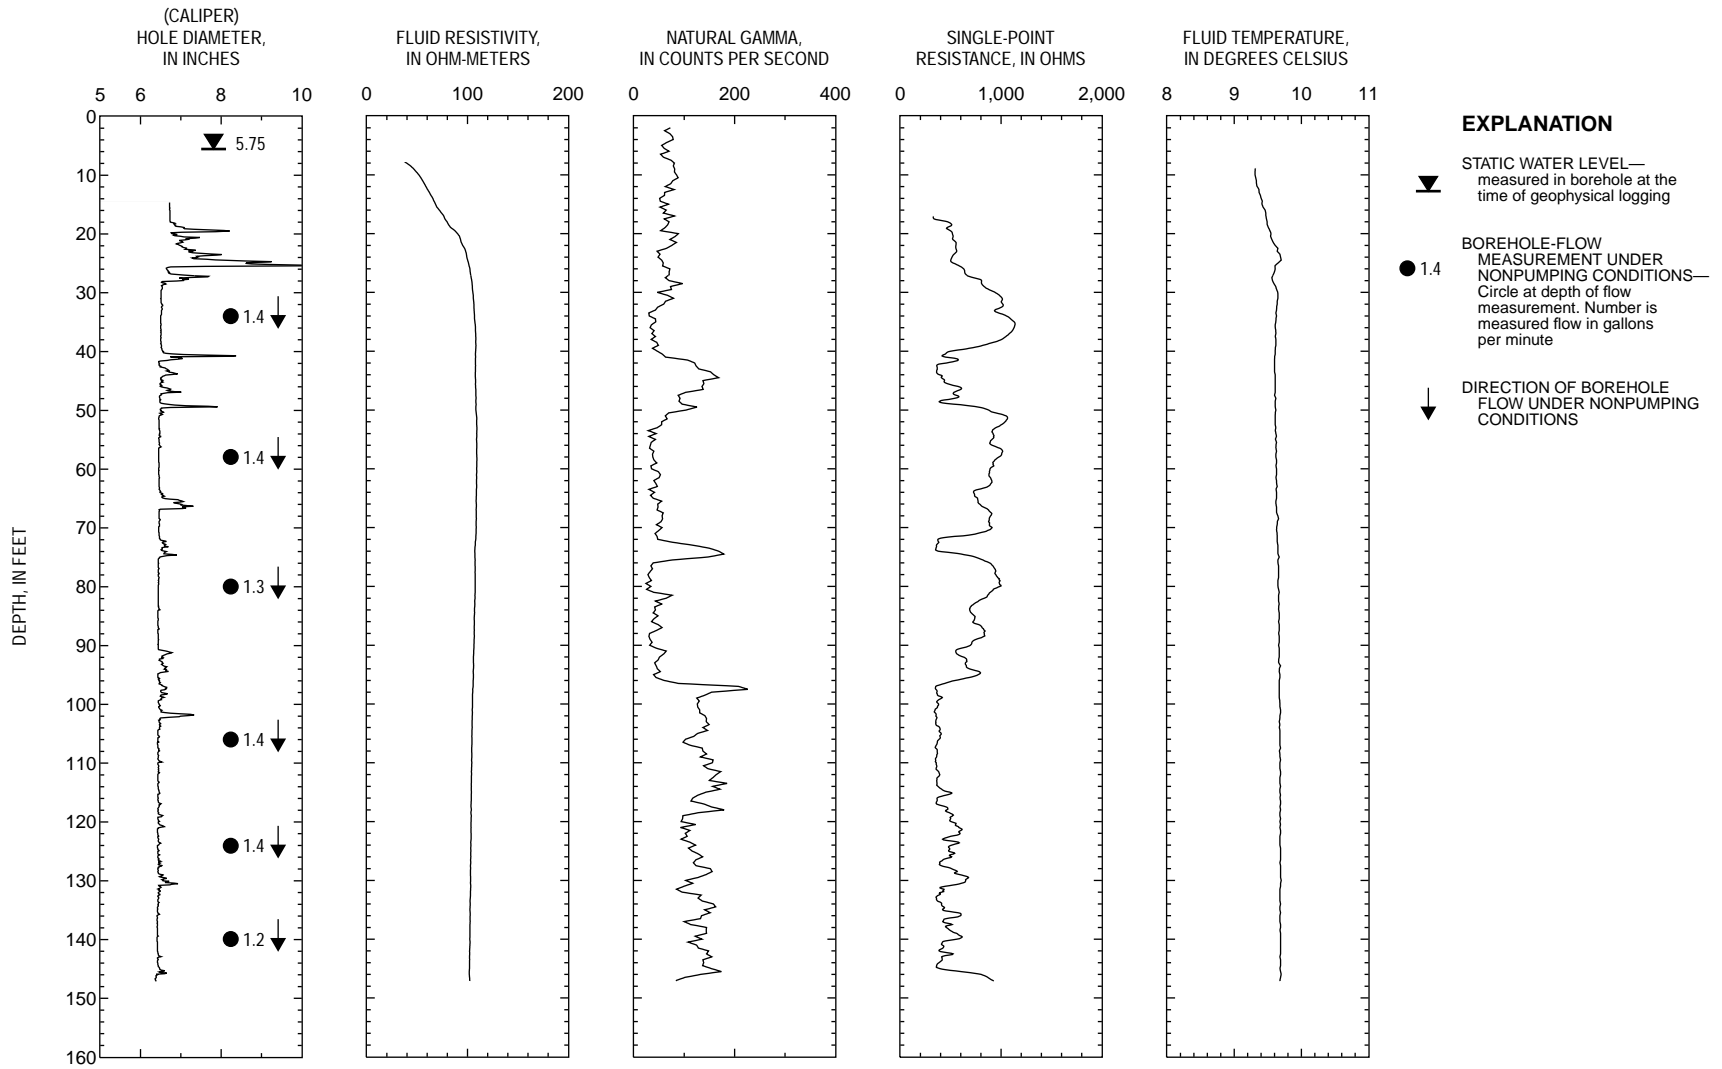 (CALIPER)
HOLE DIAMETER,
IN INCHES
FLUID RESISTIVITY,
IN OHM-METERS
NATURAL GAMMA,
IN COUNTS PER SECOND
SINGLE-POINT
RESISTANCE, IN OHMS
FLUID TEMPERATURE,
IN DEGREES CELSIUS
5 6 8 10
0 100 200
0 200 400
0 1,000 2,000
8 9 10 11
DEPTH, IN FEET
0
10
20
30
40
50
60
70
80
90
100
110
120
130
140
150
160
5.75
1.4
1.4
1.3
1.4
1.4
1.2
EXPLANATION
STATIC WATER LEVEL—
measured in borehole at the
time of geophysical logging
BOREHOLE-FLOW
MEASUREMENT UNDER
NONPUMPING CONDITIONS—
1.4
Circle at depth of flow
measurement. Number is
measured flow in gallons
per minute
DIRECTION OF BOREHOLE
FLOW UNDER NONPUMPING
CONDITIONS